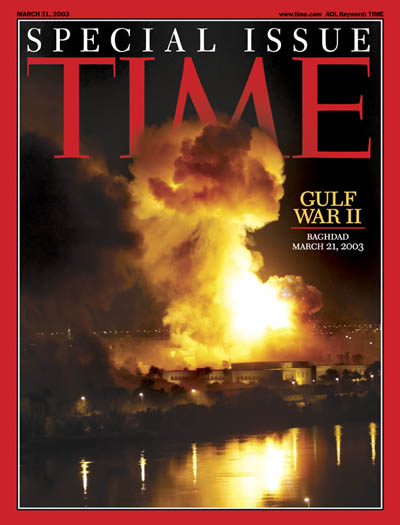 MARCH 31, 2003
www.time.com AOL Keyword: TIME
SPECIAL ISSUE
TIME
GULF
WAR II
BAGHDAD
MARCH 21, 2003